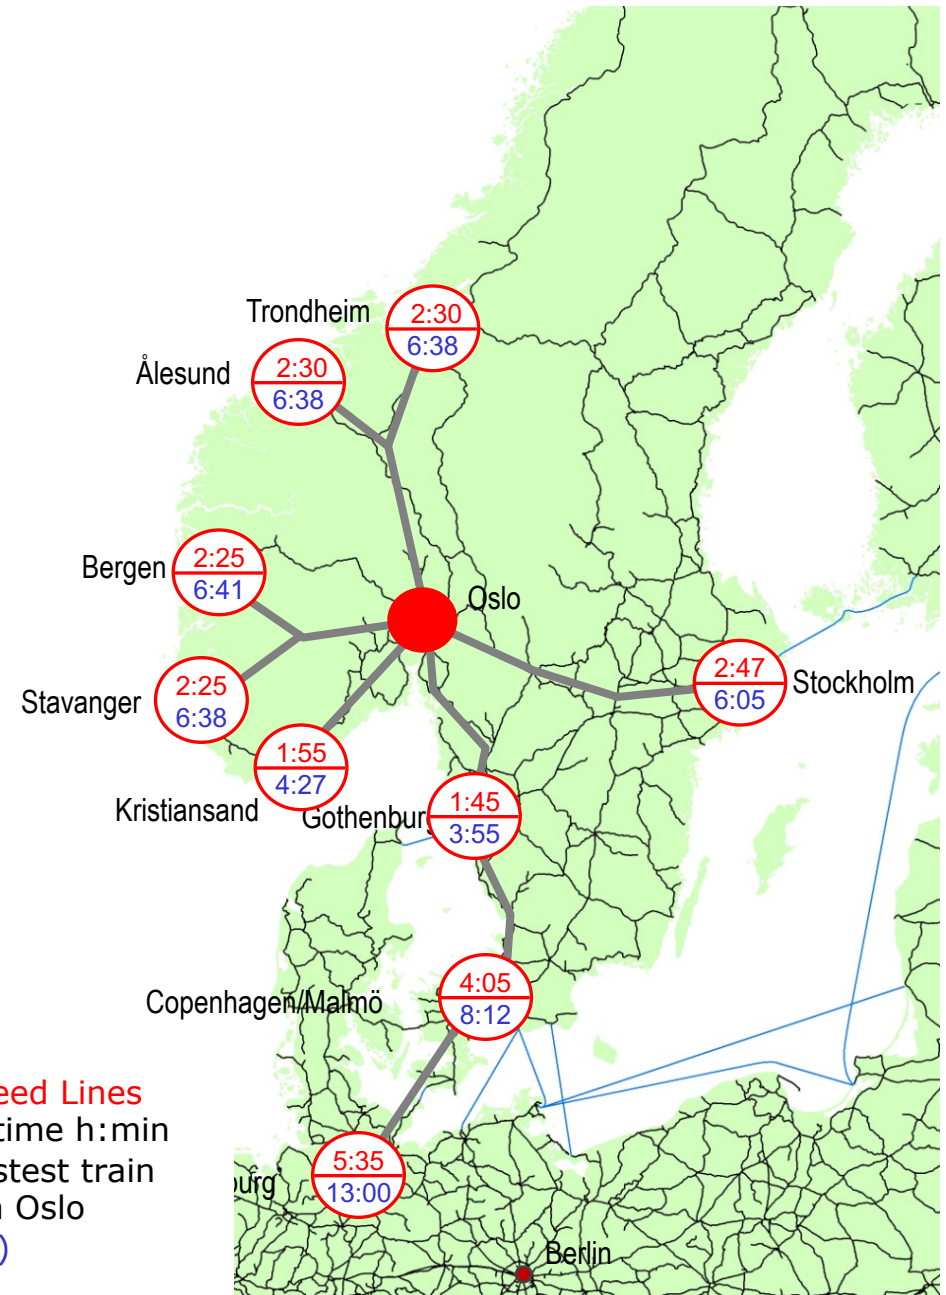 Trondheim
2:30
6:38
Ålesund
2:30
6:38
Bergen
2:25
6:41
Oslo
Stavanger
2:25
6:38
2:47
6:05
Stockholm
Kristiansand
1:55
4:27
Gothenbur
1:45
3:55
Copenhagen/Malmö
4:05
8:12
eed Lines
time h:min
stest train
Oslo
)
5:35
13:00
burg
Berlin